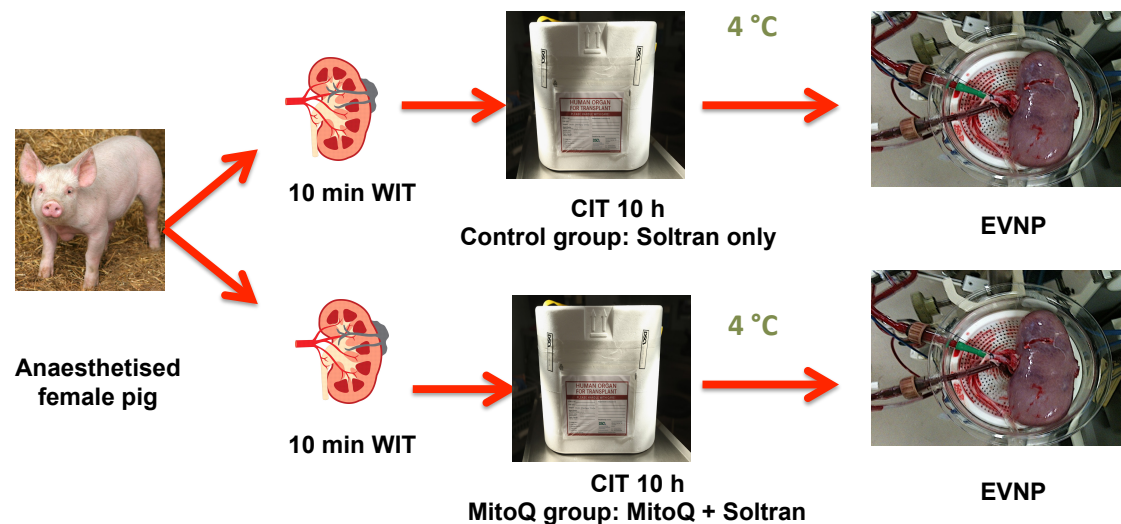 4 °C
10 min WIT
HUMAN ORGAN
FOR TRANSPLANT
CIT 10 h
Control group: Soltran only
EVNP
Anaesthetised
female pig
4 °C
10 min WIT
HUMAN ORGAN
FOR TRANSPLANT
CIT 10 h
MitoQ group: MitoQ + Soltran
EVNP